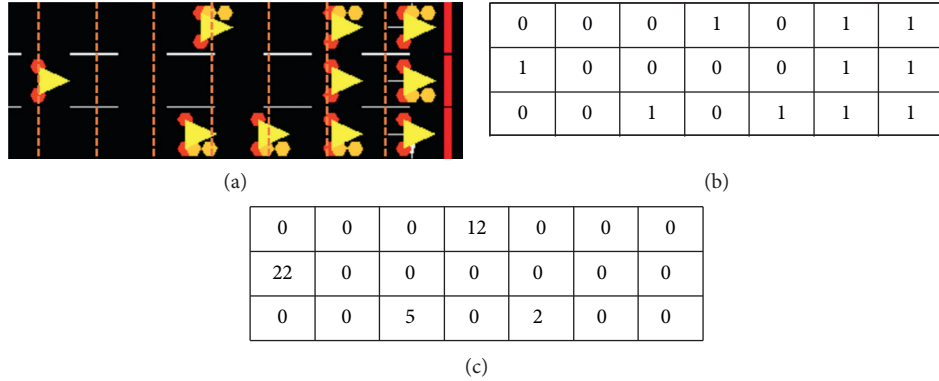 0 0 0 1 0 1 1
1 0 0 0 0 1 1
0 0 1 0 1 1 1
(a)
(b)
0 0 0 12 0 0 0
22 0 0 0 0 0 0
0 0 5 0 2 0 0
(c)